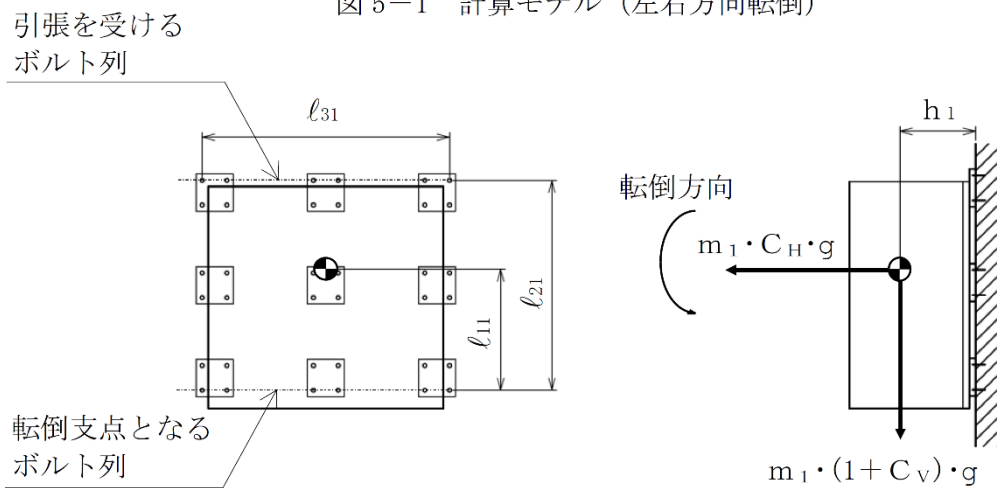 図5－1 計算モデル（左右方向転倒）
引張を受ける
ボルト列
ℓ31
h1
転倒方向
m1・CH・g
ℓ11
ℓ21
転倒支点となる
ボルト列
m1・(1＋CV)・g